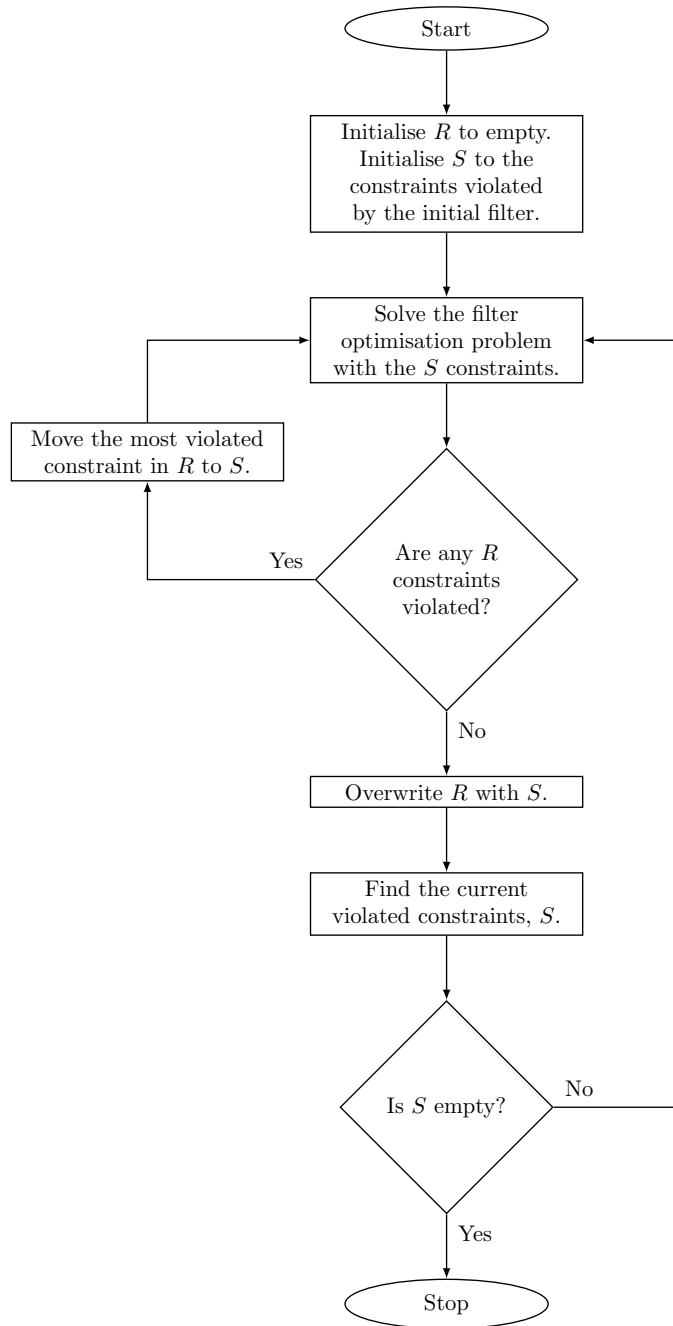 Start
Initialise R to empty.
Initialise S to the
constraints violated
by the initial filter.
Solve the filter
optimisation problem
with the S constraints.
Move the most violated
constraint in R to S.
Yes
Are any R
constraints
violated?
No
Overwrite R with S.
Find the current
violated constraints, S.
Is S empty?
No
Yes
Stop